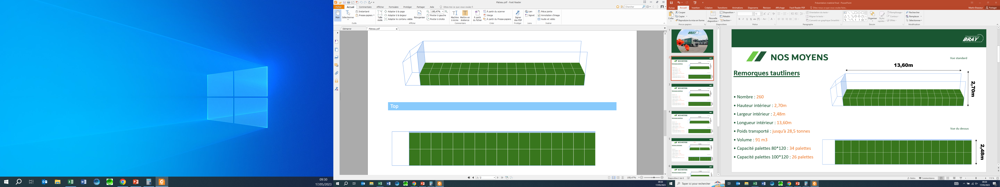 09:30
17/05/2023
Plateau.pdf - Foxit Reader
Fichier
Accueil
Commentaire
Afficher
Formulaire
Protéger
Partager
Aide
Dites-moi ce que vous voulez f.
Chercher
Main
Sélectionner
Instantané
Presse-papiers
Outils
Taille réelle
Adapter à la page
Adapter à la largeur
Adapter le contenu visible
Réorganiser
195,47%
Pivoter à gauche
Pivoter à droite
Afficher
Machine à écrire
Mettre en évidence
Commentaire
À partir du fichier
À partir du scanner
Vierge
À partir du Presse-papiers
Créer
Signer des PDF
Protéger
Lien
Signet
Liens
Pièce jointe
Annotation d'image
Audio et vidéo
Insérer
Démarrer
Plateau.pdf
Top
2 / 2
195,47%
09:30
17/05/2023
Présentation matériel final - PowerPoint
Fichier
Accueil
Insertion
Création
Transitions
Animations
Diaporama
Révision
Affichage
Foxit Reader PDF
Dites-nous ce que vous voulez faire.
Martin Brasseur
Partager
Coller
Couper
Copier
Reproduire la mise en forme
Presse-papiers
Nouvelle diapositive
Disposition
Rétablir
Section
Diapositives
18
Police
Orientation du texte
Aligner le texte
Convertir en graphique SmartArt
Paragraphe
Organiser
Styles rapides
Remplissage
Contour
Effets
Dessin
Rechercher
Remplacer
Sélectionner
Modification
1
2
3
4
5
6
TRANSPORTS
BRAY
NOS MOYENS
Vue standard
13,60m
Remorques tautliners
2,70m
• Nombre : 260
• Hauteur intérieur : 2,70m
• Largeur intérieur : 2,48m
• Longueur intérieur : 13,60m
• Poids transporté : jusqu'à 28,5 tonnes
• Volume : 91 m3
• Capacité palettes 80*120 : 34 palettes
• Capacité palettes 100*120 : 26 palettes
Vue du dessus
2,48m
Diapositive 2 de 8
Notes
Commentaires
115 %
Taper ici pour rechercher
09:30
17/05/2023